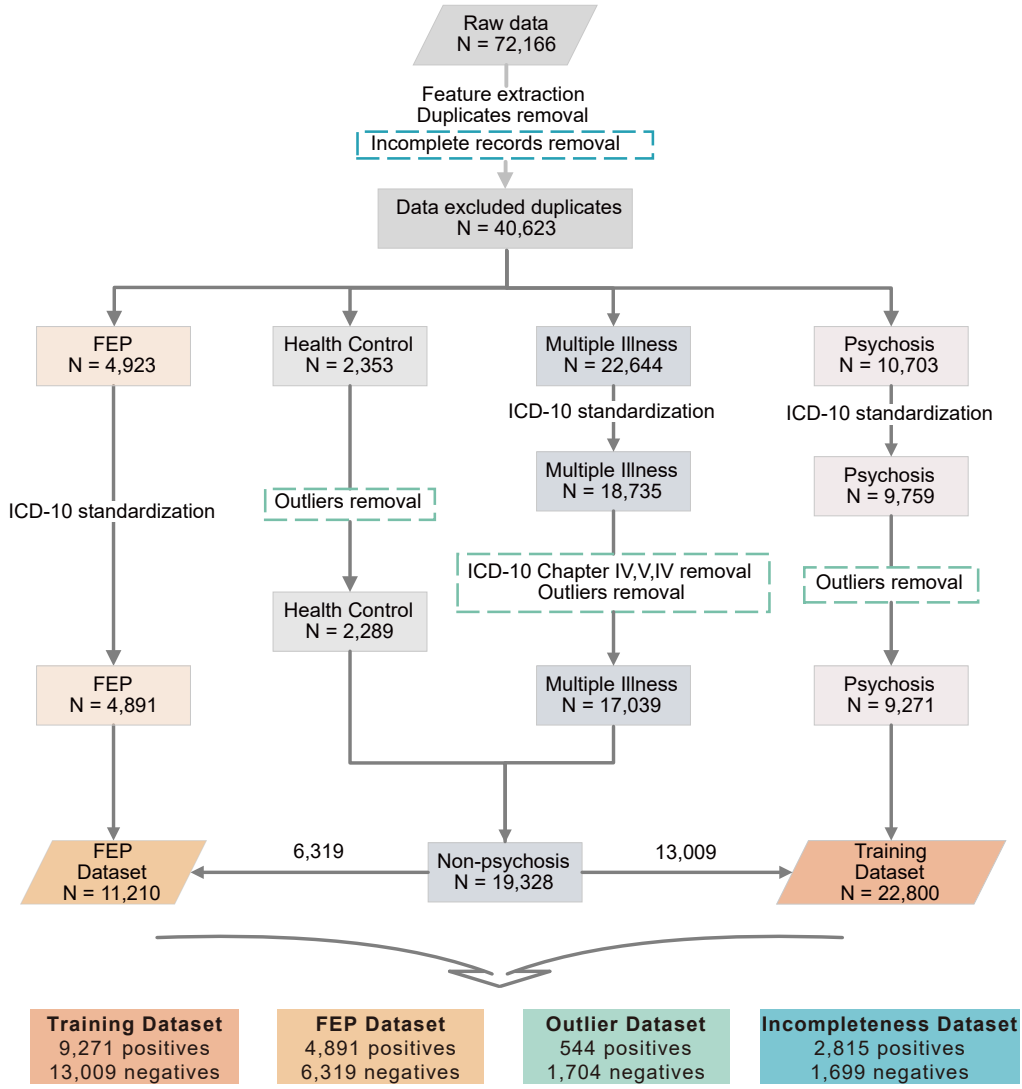 Raw data
N = 72,166
Feature extraction
Duplicates removal
Incomplete records removal
Data excluded duplicates
N = 40,623
FEP
N = 4,923
Health Control
N = 2,353
Multiple Illness
N = 22,644
Psychosis
N = 10,703
ICD-10 standardization
ICD-10 standardization
Multiple Illness
N = 18,735
Psychosis
N = 9,759
ICD-10 standardization
Outliers removal
ICD-10 Chapter IV,V,IV removal
Outliers removal
Outliers removal
Health Control
N = 2,289
FEP
N = 4,891
Multiple Illness
N = 17,039
Psychosis
N = 9,271
FEP
Dataset
N = 11,210
6,319
Non-psychosis
N = 19,328
13,009
Training
Dataset
N = 22,800
Training Dataset
9,271 positives
13,009 negatives
FEP Dataset
4,891 positives
6,319 negatives
Outlier Dataset
544 positives
1,704 negatives
Incompleteness Dataset
2,815 positives
1,699 negatives